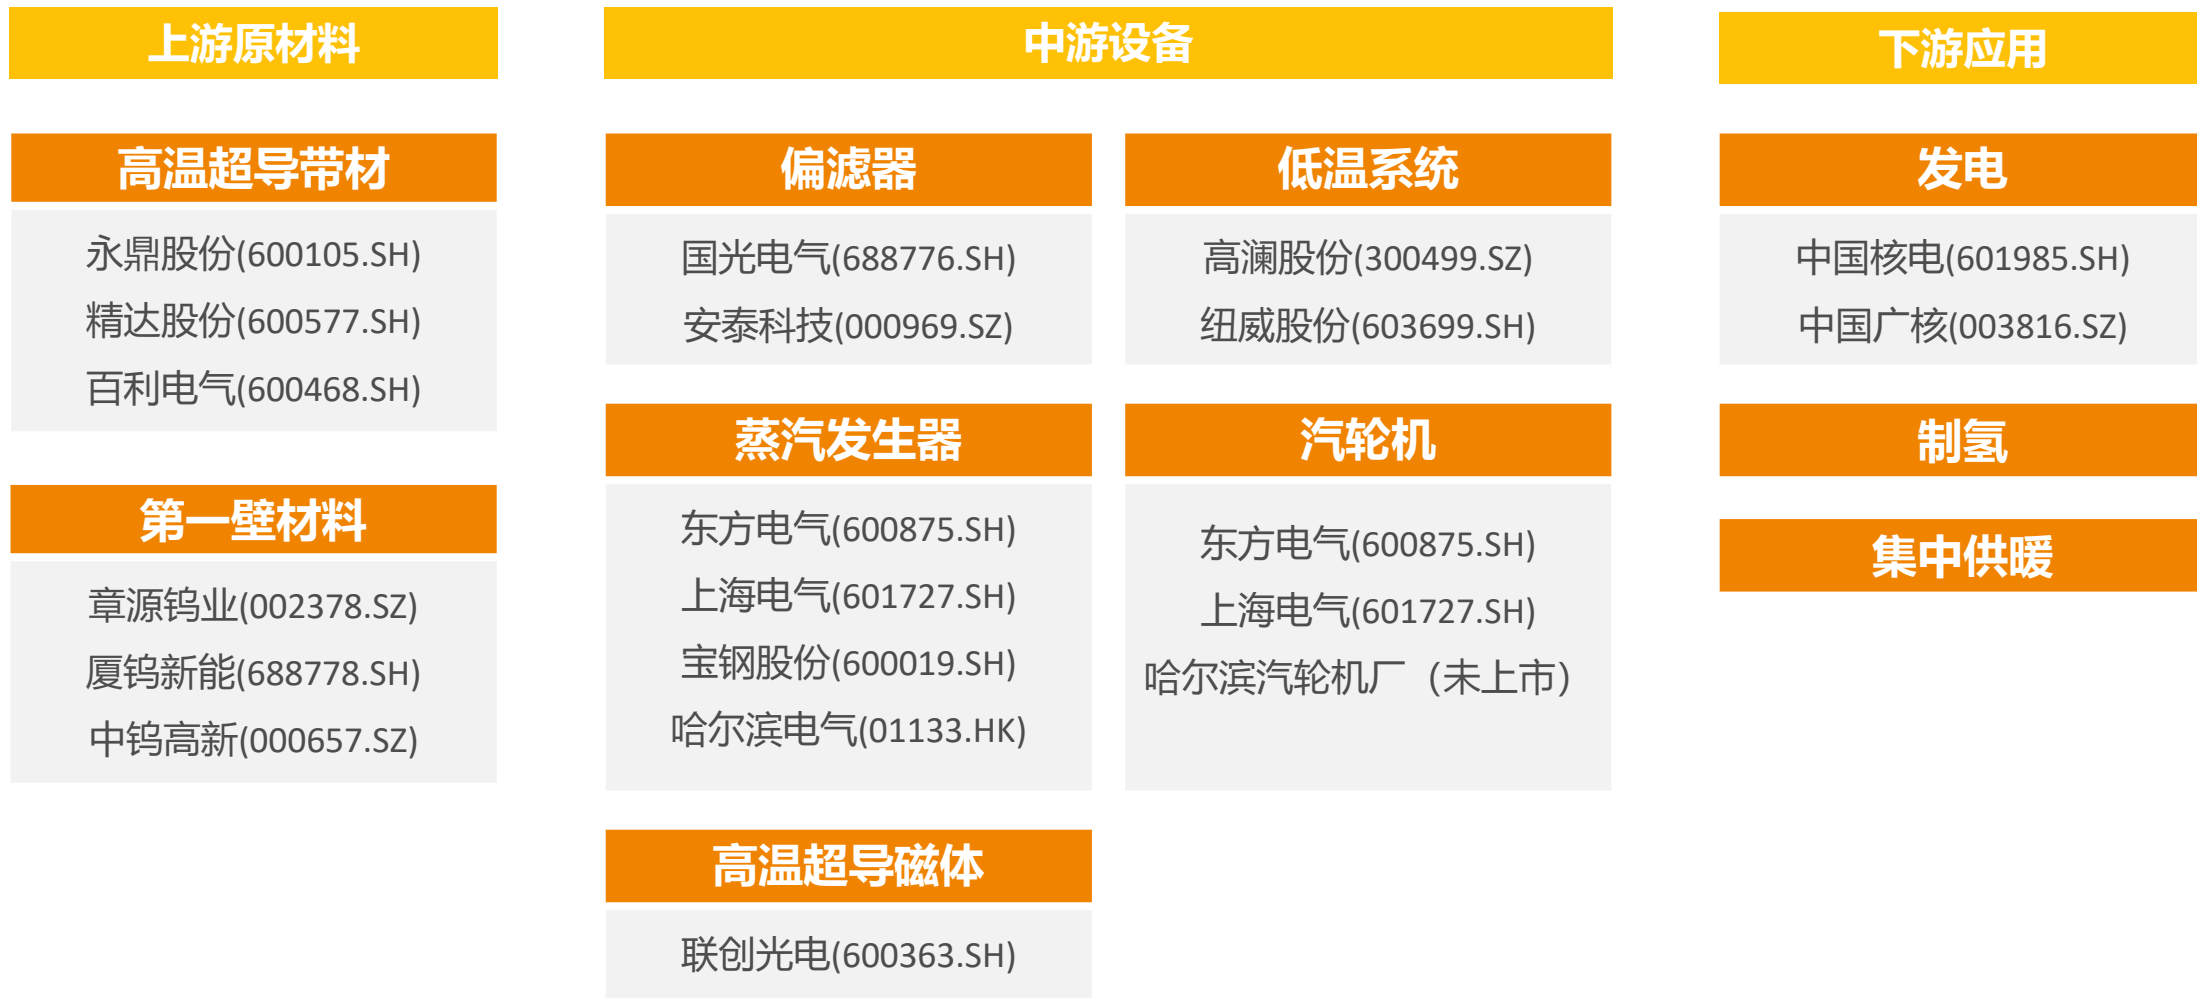 上游原材料
高温超导带材
永鼎股份(600105.SH)
精达股份(600577.SH)
百利电气(600468.SH)
第一壁材料
章源钨业(002378.SZ)
厦钨新能(688778.SH)
中钨高新(000657.SZ)
中游设备
偏滤器
国光电气(688776.SH)
安泰科技(000969.SZ)
低温系统
高澜股份(300499.SZ)
纽威股份(603699.SH)
蒸汽发生器
东方电气(600875.SH)
上海电气(601727.SH)
宝钢股份(600019.SH)
哈尔滨电气(01133.HK)
汽轮机
东方电气(600875.SH)
上海电气(601727.SH)
哈尔滨汽轮机厂（未上市）
高温超导磁体
联创光电(600363.SH)
下游应用
发电
中国核电(601985.SH)
中国广核(003816.SZ)
制氢
集中供暖